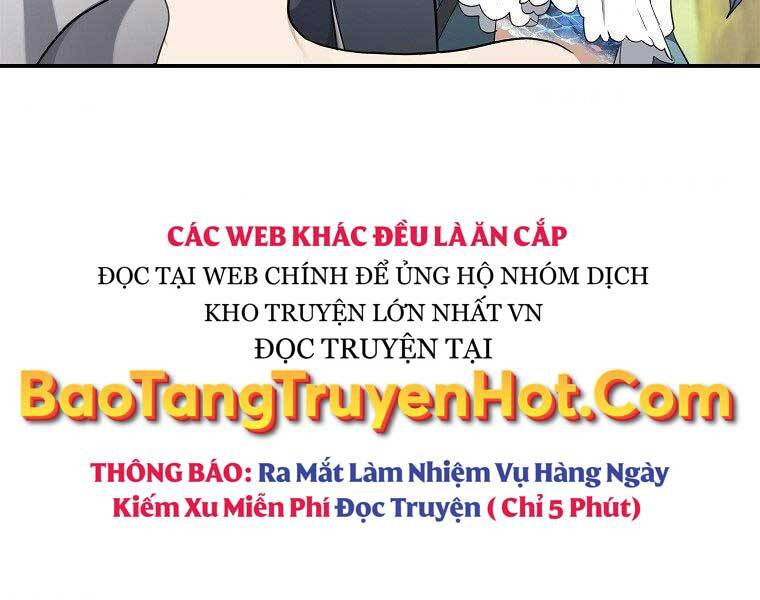 CÁC WEB KHÁC ĐỀU LÀ ĂN CẮP
ĐỌC TẠI WEB CHÍNH ĐỂ ỦNG HỘ NHÓM DỊCH
KHO TRUYỆN LỚN NHẤT VN
ĐỌC TRUYỆN TẠI
BaoTangTruyenHot.Com
THÔNG BÁO: Ra Mắt Làm Nhiệm Vụ Hàng Ngày
Kiếm Xu Miễn Phí Đọc Truyện ( Chỉ 5 Phút)